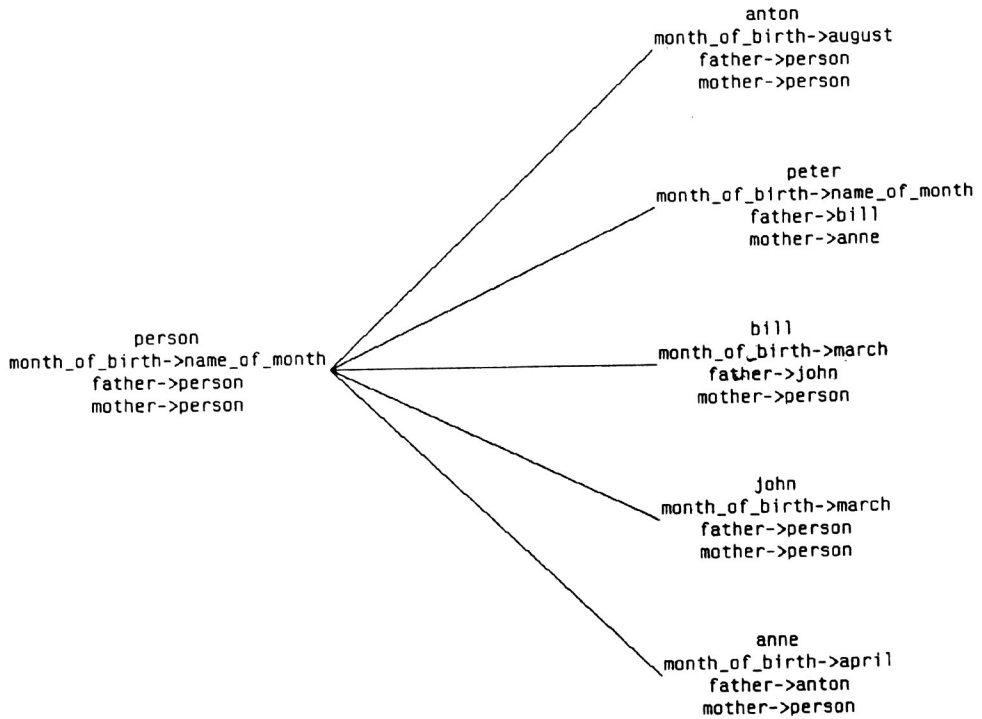 anton
month_of_birth->august
father->person
mother->person
peter
month_of_birth->name_of_month
father->bill
mother->anne
person
month_of_birth->name_of_month
father->person
mother->person
bill
month_of_birth->march
father->john
mother->person
john
month_of_birth->march
father->person
mother->person
anne
month_of_birth->april
father->anton
mother->person